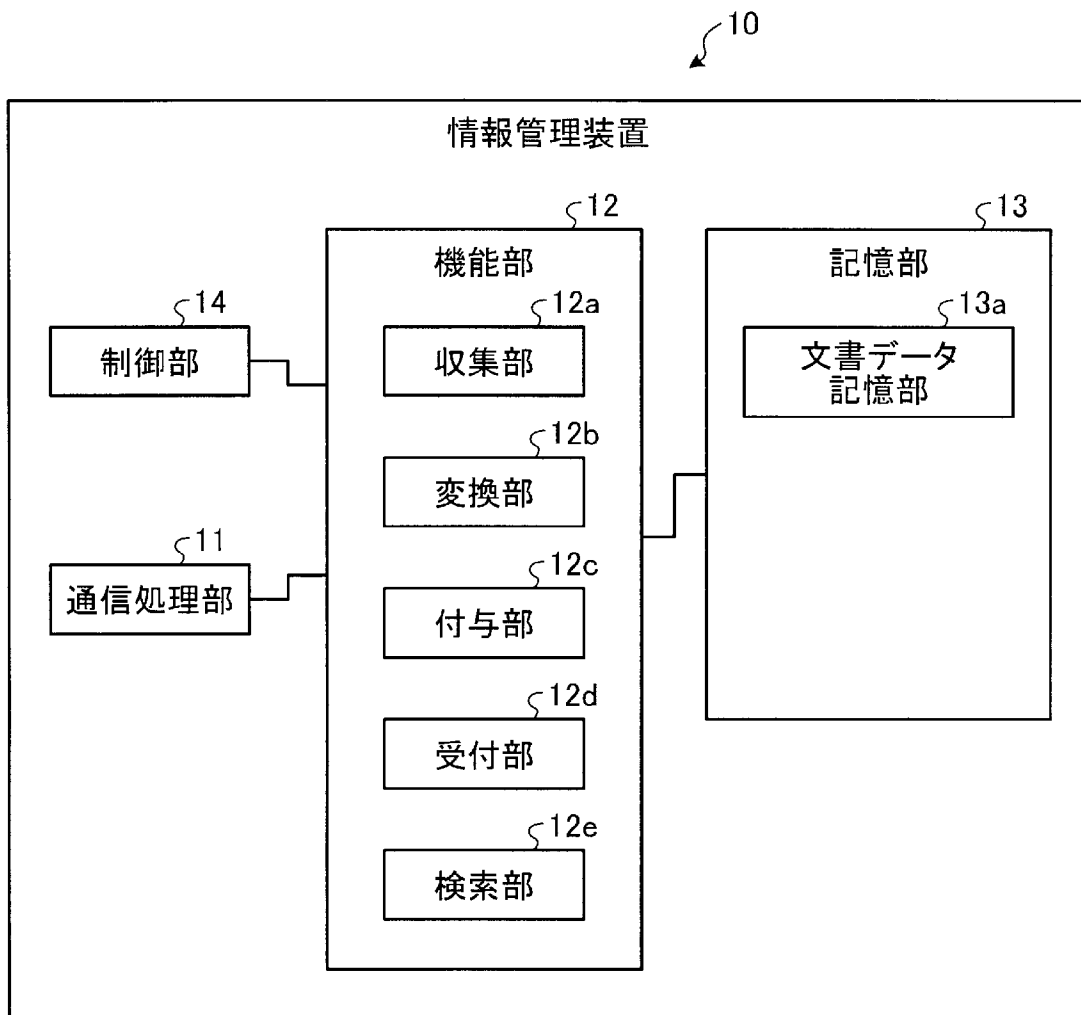 10
情報管理装置
12
機能部
13
記憶部
14
制御部
12a
収集部
13a
文書データ
記憶部
12b
変換部
11
通信処理部
12c
付与部
12d
受付部
12e
検索部